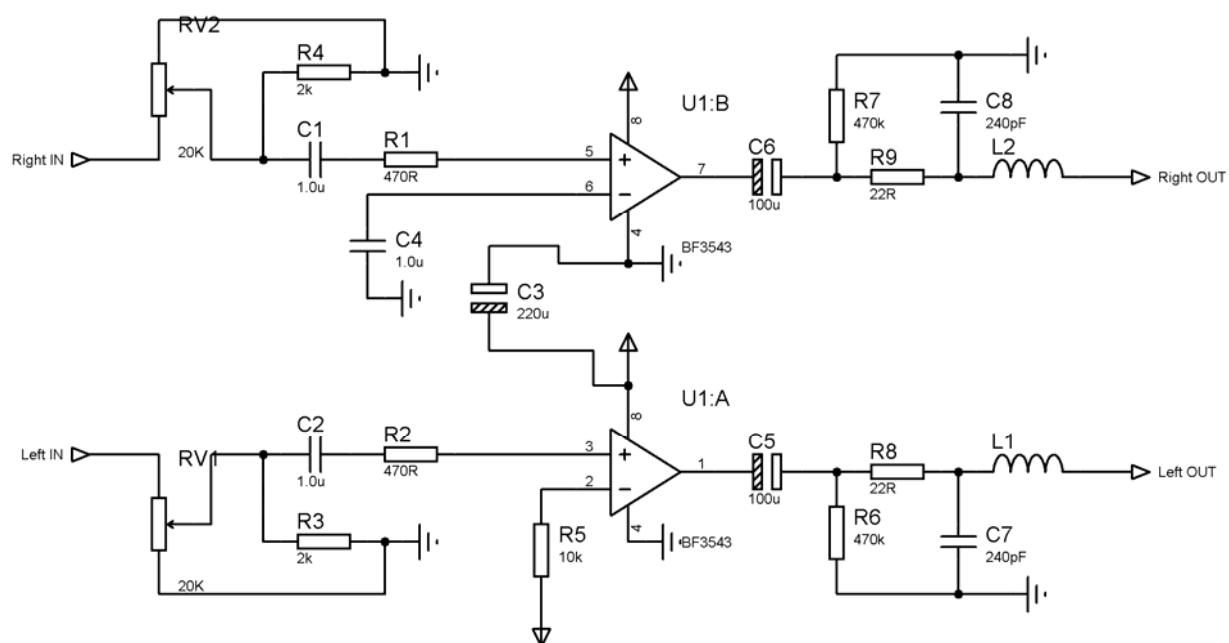 RV2
20K
Right IN
R4
2k
C1
1.0u
R1
470R
C4
1.0u
5
6
8
7
4
U1:B
BF3543
C3
220u
C6
100u
R7
470k
R9
22R
C8
240pF
L2
Right OUT
Left IN
RV1
20K
C2
1.0u
R2
470R
R3
2k
3
2
8
1
4
U1:A
BF3543
R5
10k
C5
100u
R8
22R
R6
470k
C7
240pF
L1
Left OUT